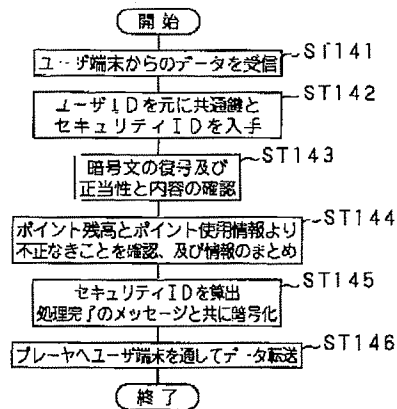 開始
ST141
ユーザ端末からのデータを受信
ST142
ユーザIDを元に共通鍵と
セキュリティIDを入手
ST143
暗号文の復号及び
正当性と内容の確認
ST144
ポイント残高とポイント使用情報より
不正なきことを確認、及び情報のまとめ
ST145
セキュリティIDを算出
処理完了のメッセージと共に暗号化
ST146
プレーヤへユーザ端末を通してデータ転送
終了